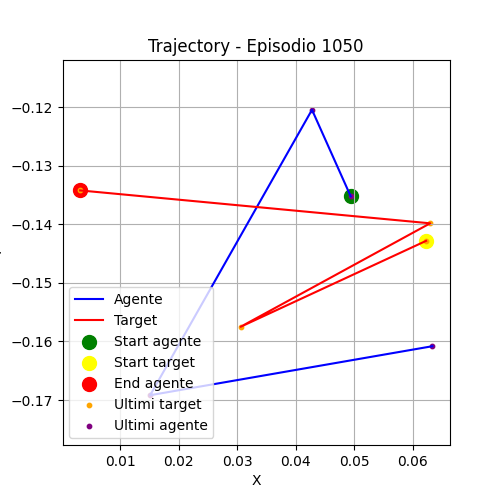 Trajectory - Episodio 1050
−0.12
−0.13
−0.14
−0.15
−0.16
−0.17
Agente
Target
Start agente
Start target
End agente
Ultimi target
Ultimi agente
0.01 0.02 0.03 0.04 0.05 0.06
X